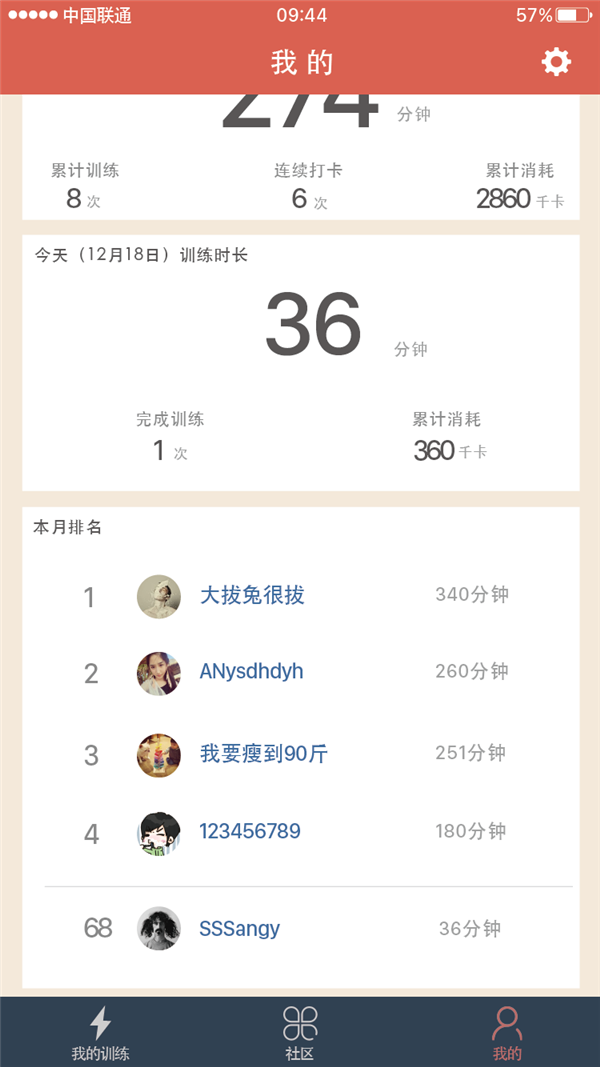 中国联通 09:44 57%
我的
274 分钟
累计训练 连续打卡 累计消耗
8 次 6 次 2860 千卡
今天（12月18日）训练时长
36 分钟
完成训练 累计消耗
1 次 360 千卡
本月排名
1 大拔兔很拔 340分钟
2 ANysdhdyh 260分钟
3 我要瘦到90斤 251分钟
4 123456789 180分钟
68 SSSangy 36分钟
我的训练 社区 我的